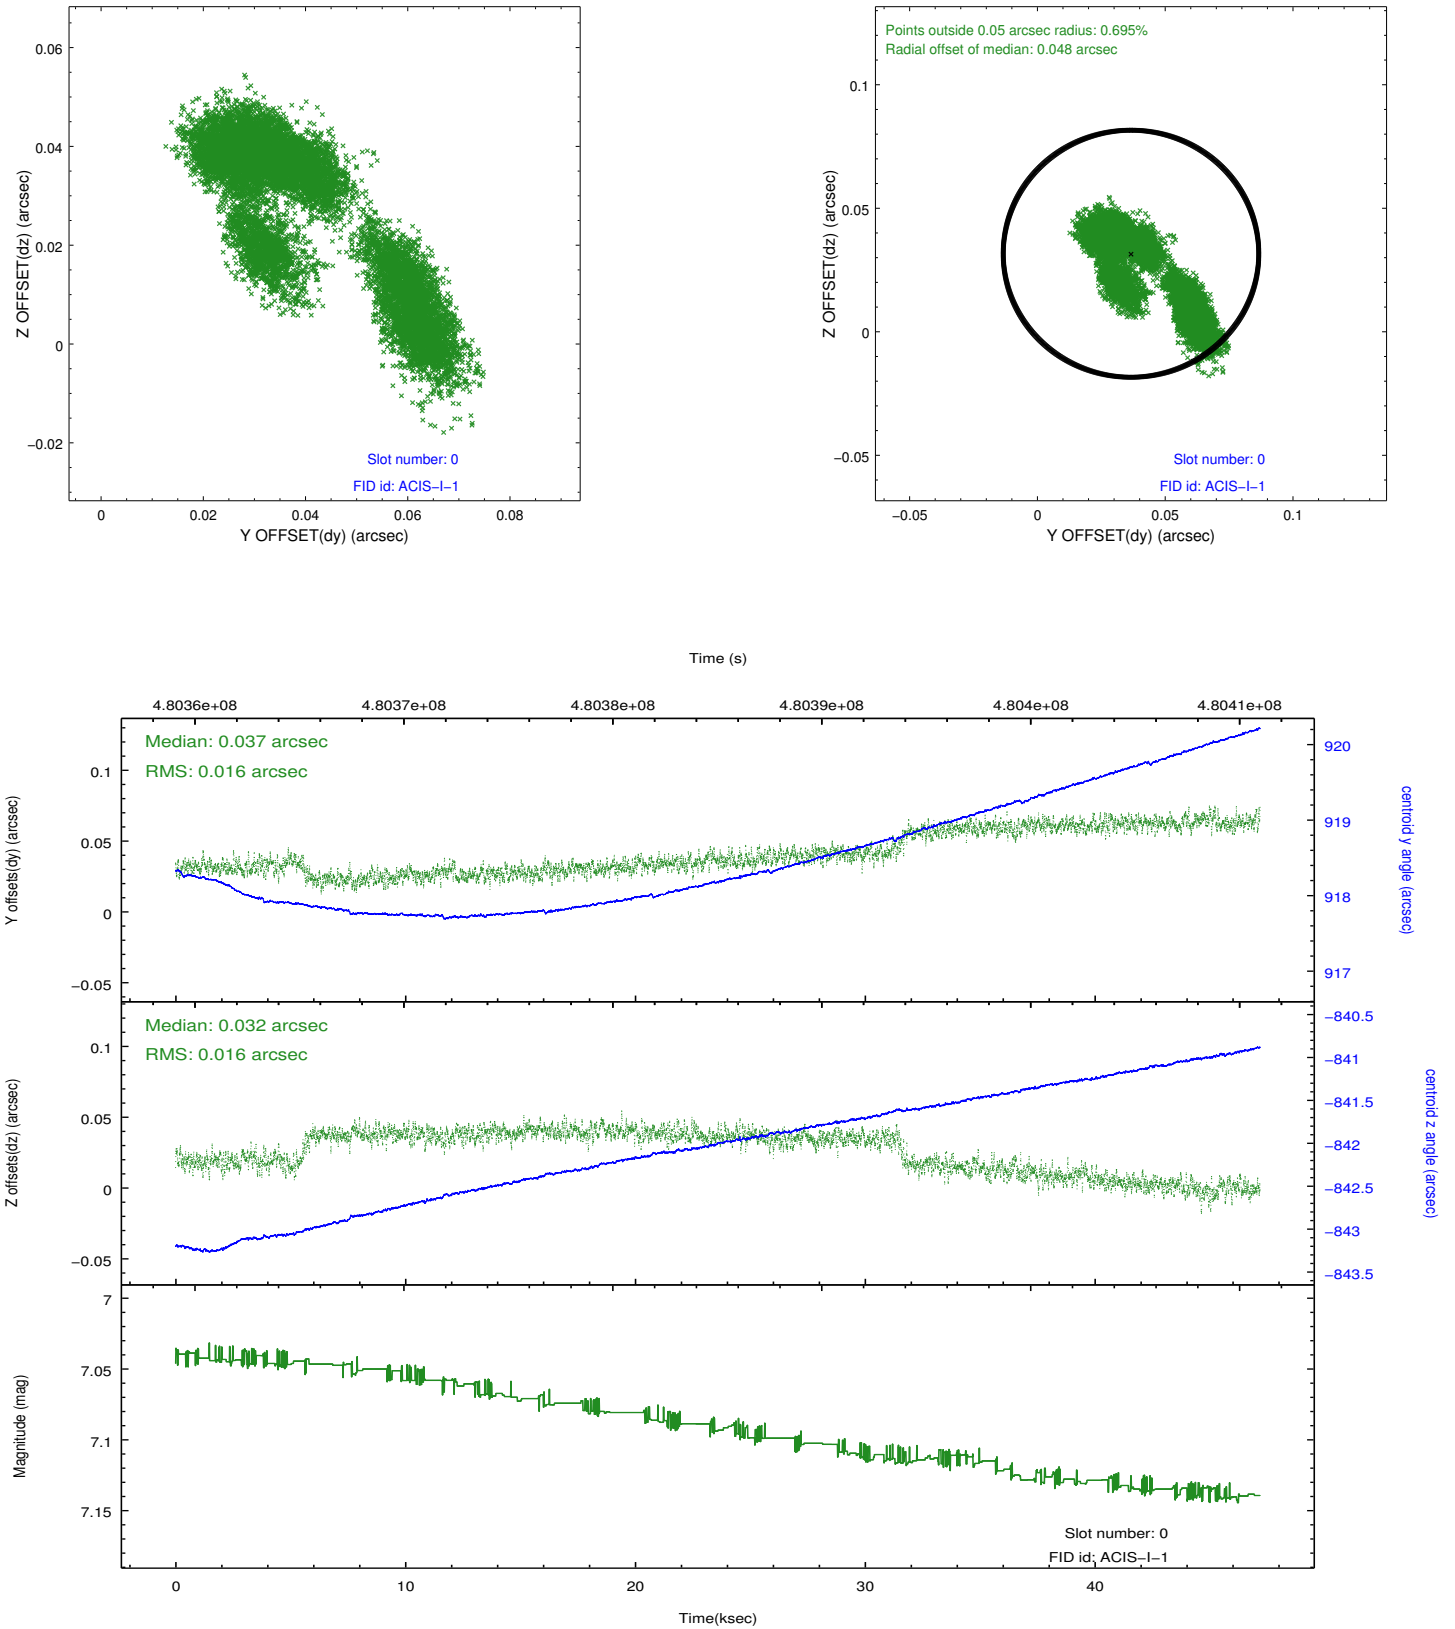 0.06
0.04
0.02
0
−0.02
Z OFFSET(dz) (arcsec)
Slot number: 0
FID id: ACIS−I−1
0 0.02 0.04 0.06 0.08
Y OFFSET(dy) (arcsec)
Points outside 0.05 arcsec radius: 0.695%
Radial offset of median: 0.048 arcsec
0.1
0.05
0
−0.05
Z OFFSET(dz) (arcsec)
Slot number: 0
FID id: ACIS−I−1
−0.05 0 0.05 0.1
Y OFFSET(dy) (arcsec)
Time (s)
4.8036e+08 4.8037e+08 4.8038e+08 4.8039e+08 4.804e+08 4.8041e+08
Median: 0.037 arcsec
RMS: 0.016 arcsec
0.1
0.05
0
−0.05
Y offsets(dy) (arcsec)
920
919
918
917
centroid y angle (arcsec)
Median: 0.032 arcsec
RMS: 0.016 arcsec
0.1
0.05
0
−0.05
Z offsets(dz) (arcsec)
−840.5
−841
−841.5
−842
−842.5
−843
−843.5
centroid z angle (arcsec)
7
7.05
7.1
7.15
Magnitude (mag)
Slot number: 0
FID id: ACIS−I−1
0 10 20 30 40
Time(ksec)